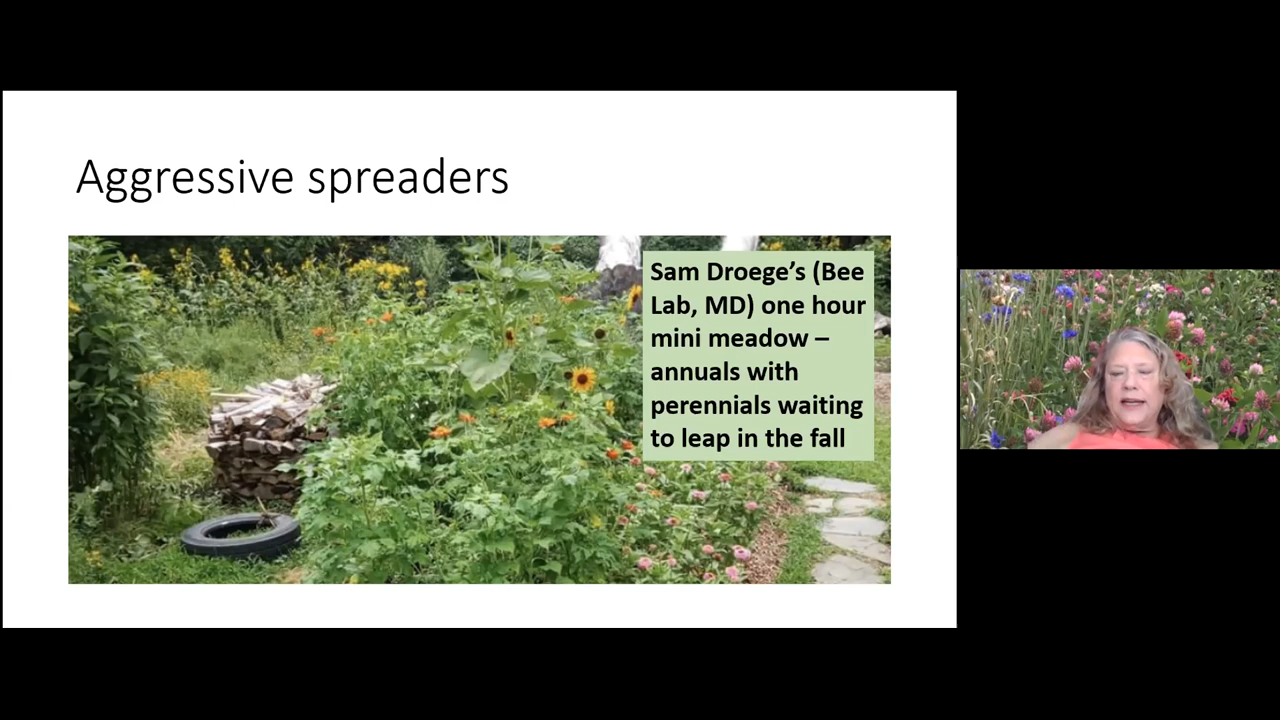 Aggressive spreaders
Sam Droege’s (Bee
Lab, MD) one hour
mini meadow –
annuals with
perennials waiting
to leap in the fall